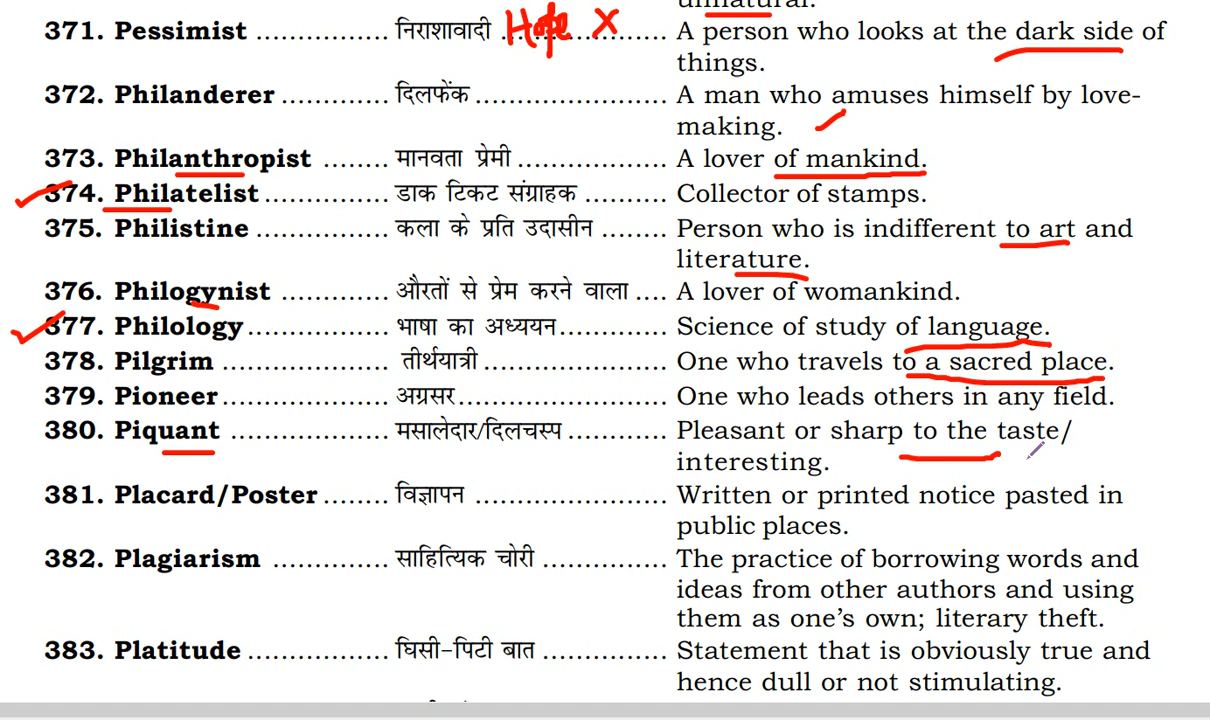 unnatural.
371. Pessimist .................. निराशावादी ...................... A person who looks at the dark side of
Hope X
things.
372. Philanderer .............. दिलफेंक .......................... A man who amuses himself by love-
making.
373. Philanthropist ........ मानवता प्रेमी .................... A lover of mankind.
374. Philatelist ................ डाक टिकट संग्राहक ........... Collector of stamps.
375. Philistine ................. कला के प्रति उदासीन ........ Person who is indifferent to art and
literature.
376. Philogynist .............. औरतों से प्रेम करने वाला .... A lover of womankind.
377. Philology .................. भाषा का अध्ययन .............. Science of study of language.
378. Pilgrim ..................... तीर्थयात्री ........................ One who travels to a sacred place.
379. Pioneer ..................... अग्रसर ............................ One who leads others in any field.
380. Piquant .................... मसालेदार/दिलचस्प ............. Pleasant or sharp to the taste/
interesting.
381. Placard/Poster ........ विज्ञापन .......................... Written or printed notice pasted in
public places.
382. Plagiarism ............... साहित्यिक चोरी ................. The practice of borrowing words and
ideas from other authors and using
them as one's own; literary theft.
383. Platitude .................. घिसी-पिटी बात ................. Statement that is obviously true and
hence dull or not stimulating.